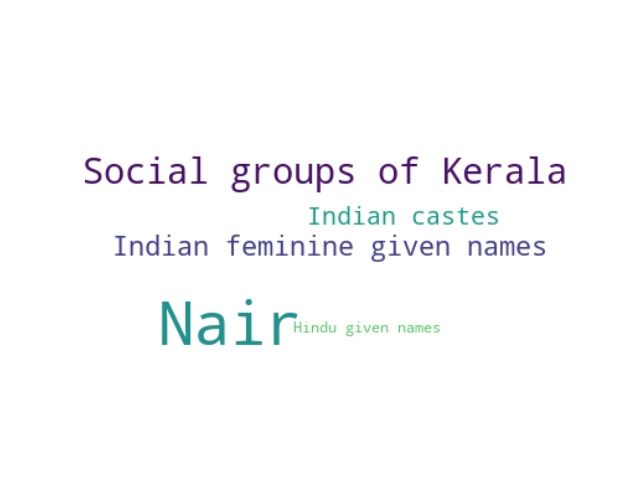 Social groups of Kerala
Indian castes
Indian feminine given names
Nair
Hindu given names